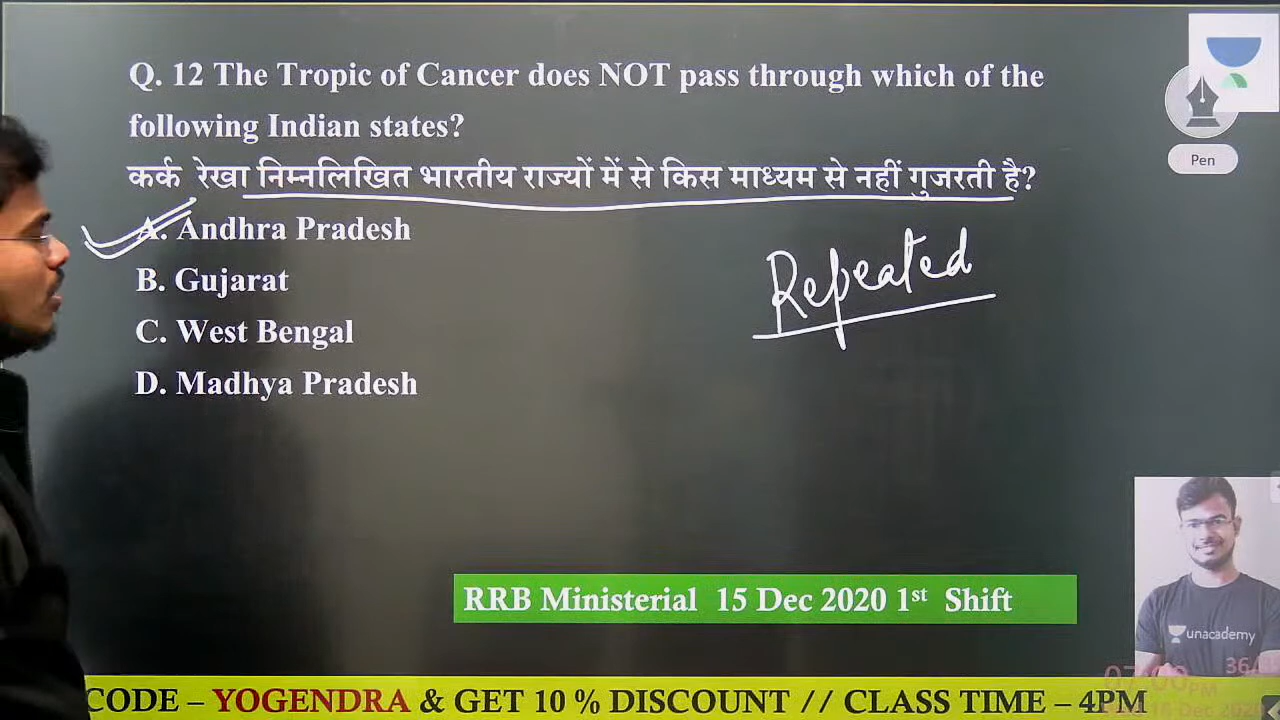 Q. 12 The Tropic of Cancer does NOT pass through which of the
following Indian states?
कर्क रेखा निम्नलिखित भारतीय राज्यों में से किस माध्यम से नहीं गुजरती है?
A. Andhra Pradesh
B. Gujarat
C. West Bengal
D. Madhya Pradesh
Repeated
Pen
RRB Ministerial 15 Dec 2020 1st Shift
unacademy
CODE – YOGENDRA & GET 10 % DISCOUNT // CLASS TIME – 4PM